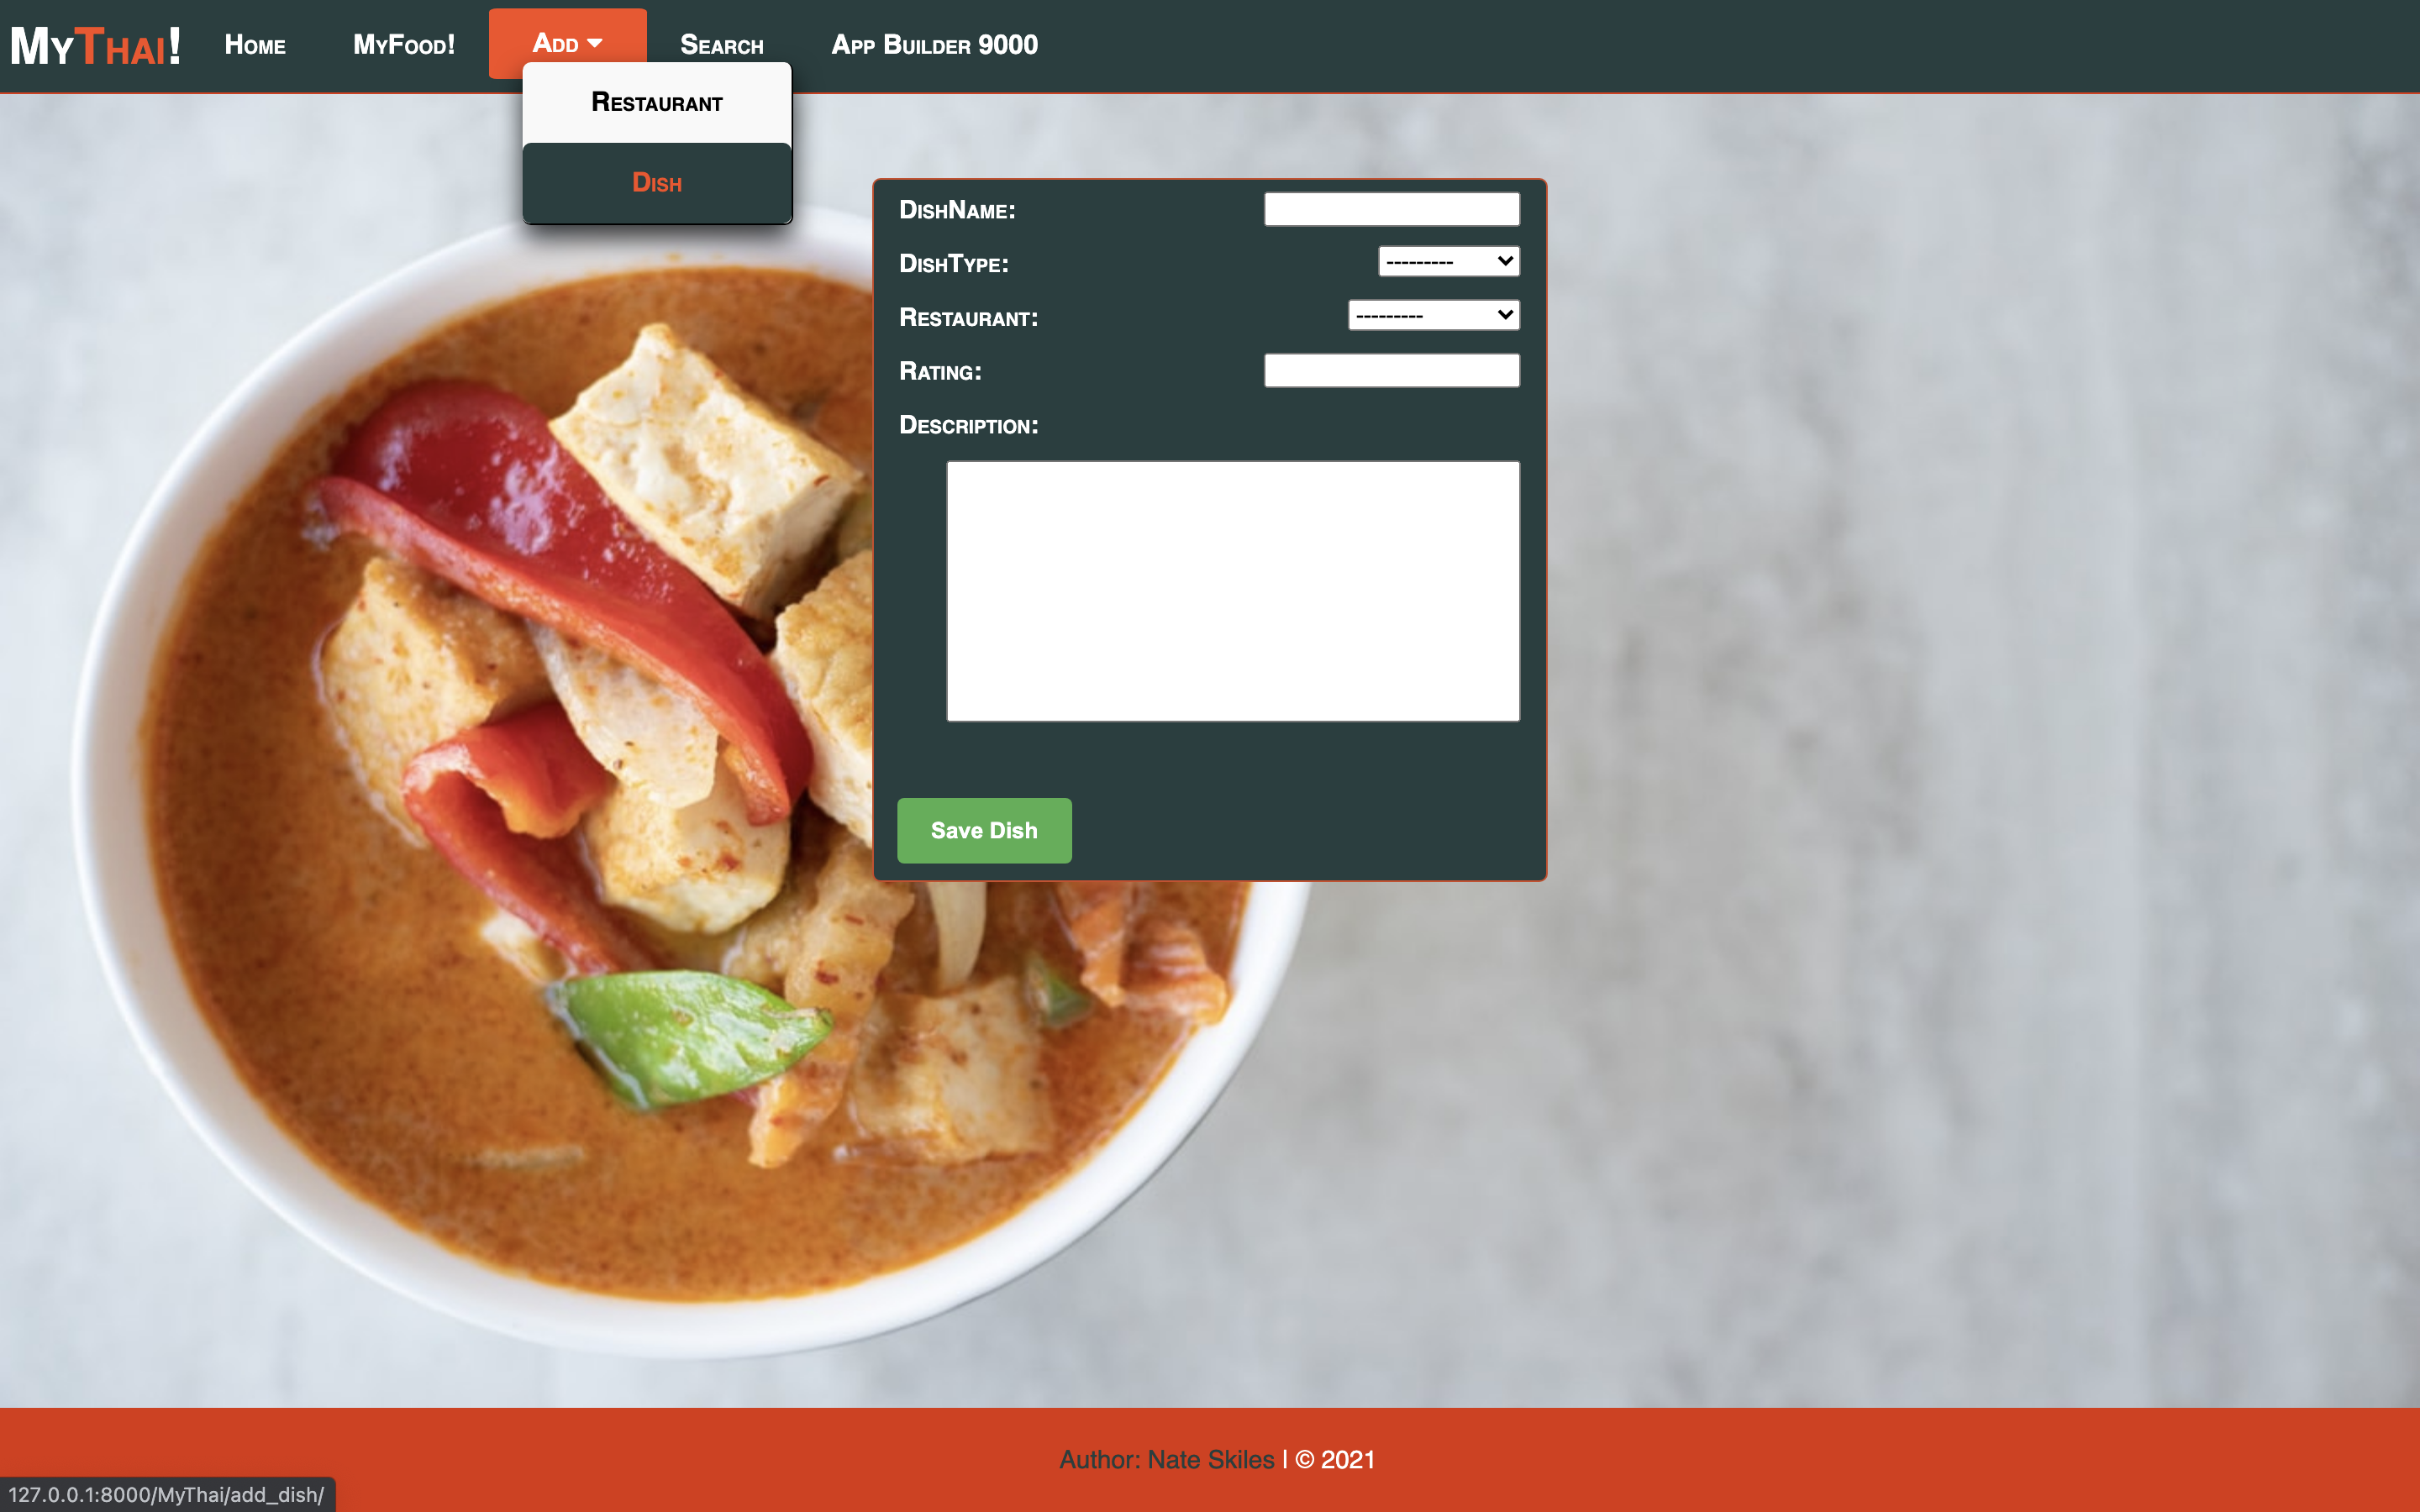 MyThai!
Home
MyFood!
Add
Search
App Builder 9000
Restaurant
Dish
DishName:
DishType:
---------
Restaurant:
---------
Rating:
Description:
Save Dish
Author: Nate Skiles | © 2021
127.0.0.1:8000/MyThai/add_dish/